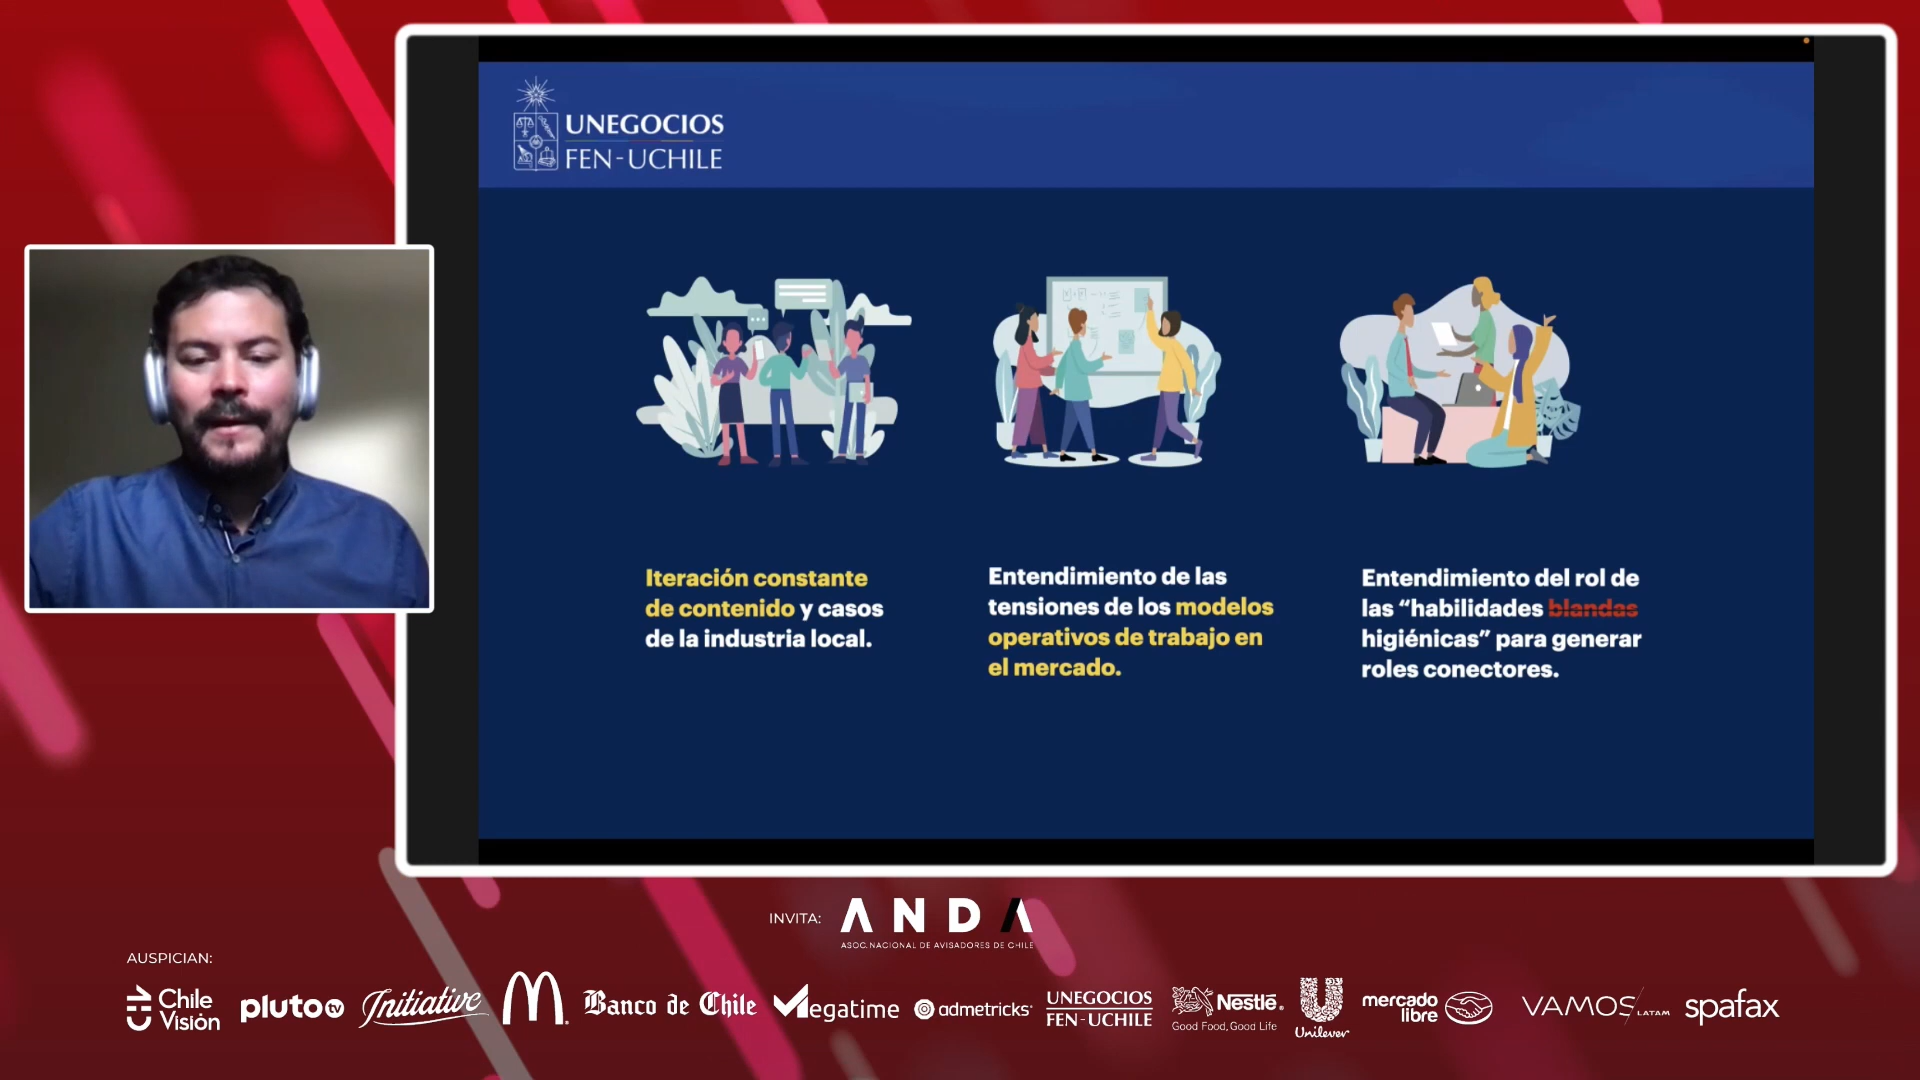 UNEGOCIOS
FEN-UCHILE
Iteración constante
de contenido y casos
de la industria local.
Entendimiento de las
tensiones de los modelos
operativos de trabajo en
el mercado.
Entendimiento del rol de
las “habilidades blandas
higiénicas” para generar
roles conectores.
INVITA:
ANDA
ASOC.NACIONAL DE AVISADORES DE CHILE
AUSPICIAN:
CHV
Chile
Visión
pluto tv
Initiative
M.
Banco de Chile
Megatime
admetricks
UNEGOCIOS
FEN-UCHILE
Nestlé.
Good Food, Good Life
Unilever
mercado
libre
VAMOS/LATAM
spafax